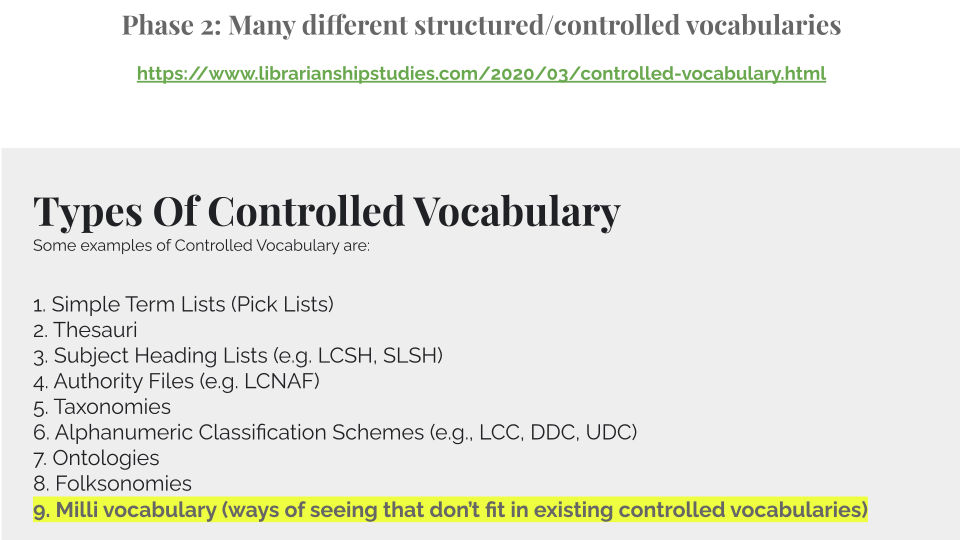 Phase 2: Many different structured/controlled vocabularies
https://www.librarianshipstudies.com/2020/03/controlled-vocabulary.html
Types Of Controlled Vocabulary
Some examples of Controlled Vocabulary are:
1. Simple Term Lists (Pick Lists)
2. Thesauri
3. Subject Heading Lists (e.g. LCSH, SLSH)
4. Authority Files (e.g. LCNAF)
5. Taxonomies
6. Alphanumeric Classification Schemes (e.g., LCC, DDC, UDC)
7. Ontologies
8. Folksonomies
9. Milli vocabulary (ways of seeing that don’t fit in existing controlled vocabularies)